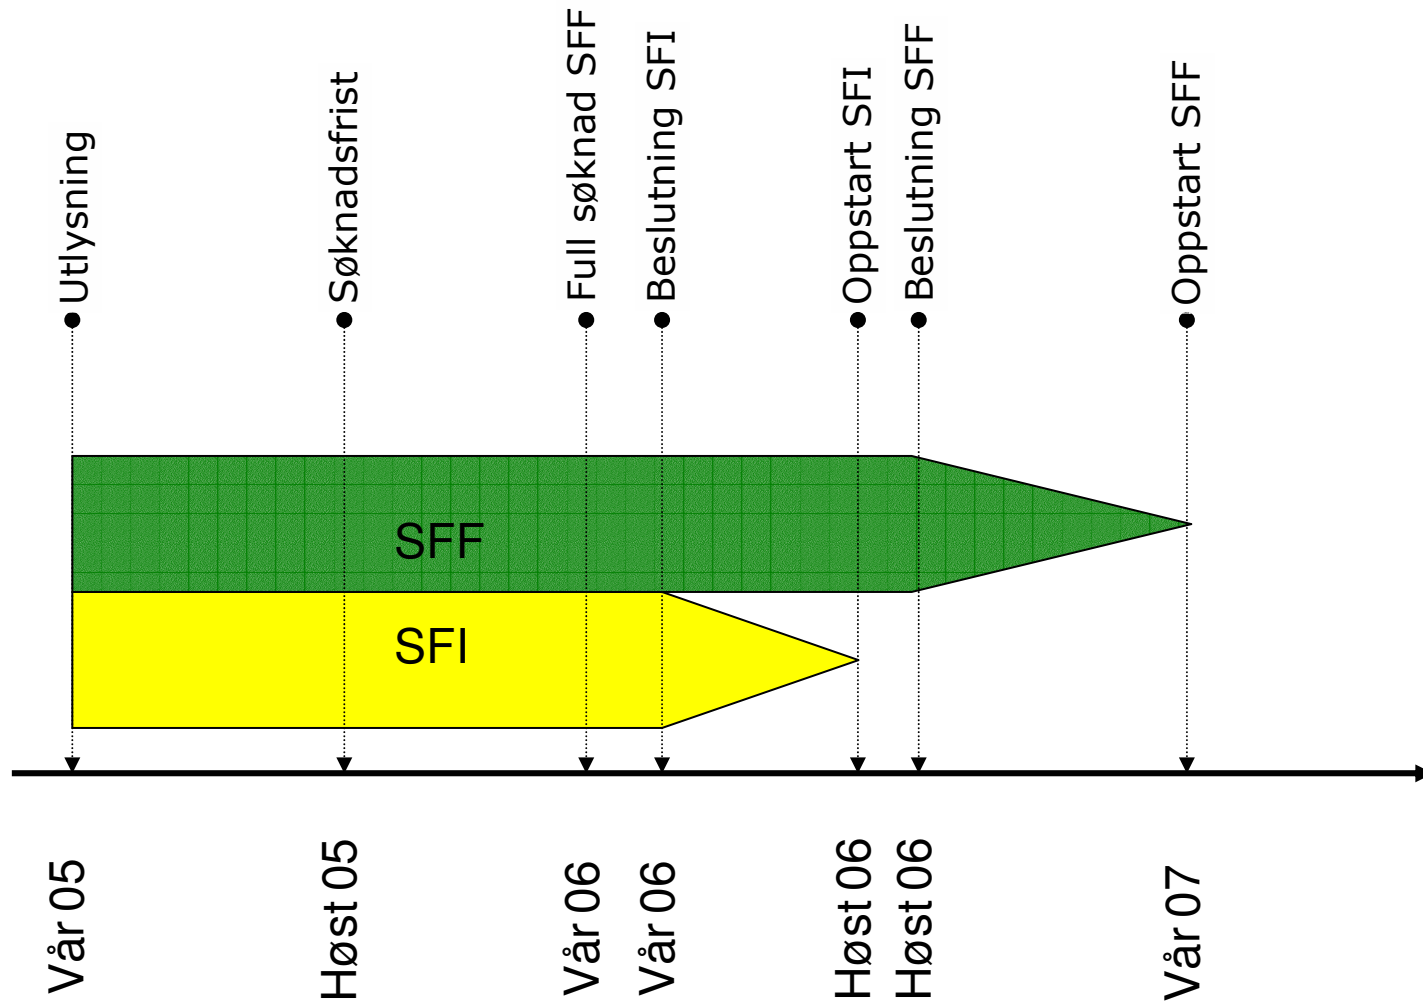 Utlysning
Søknadsfrist
Full søknad SFF
Beslutning SFI
Oppstart SFI
Beslutning SFF
Oppstart SFF
SFF
SFI
Vår 05
Høst 05
Vår 06
Vår 06
Høst 06
Høst 06
Vår 07